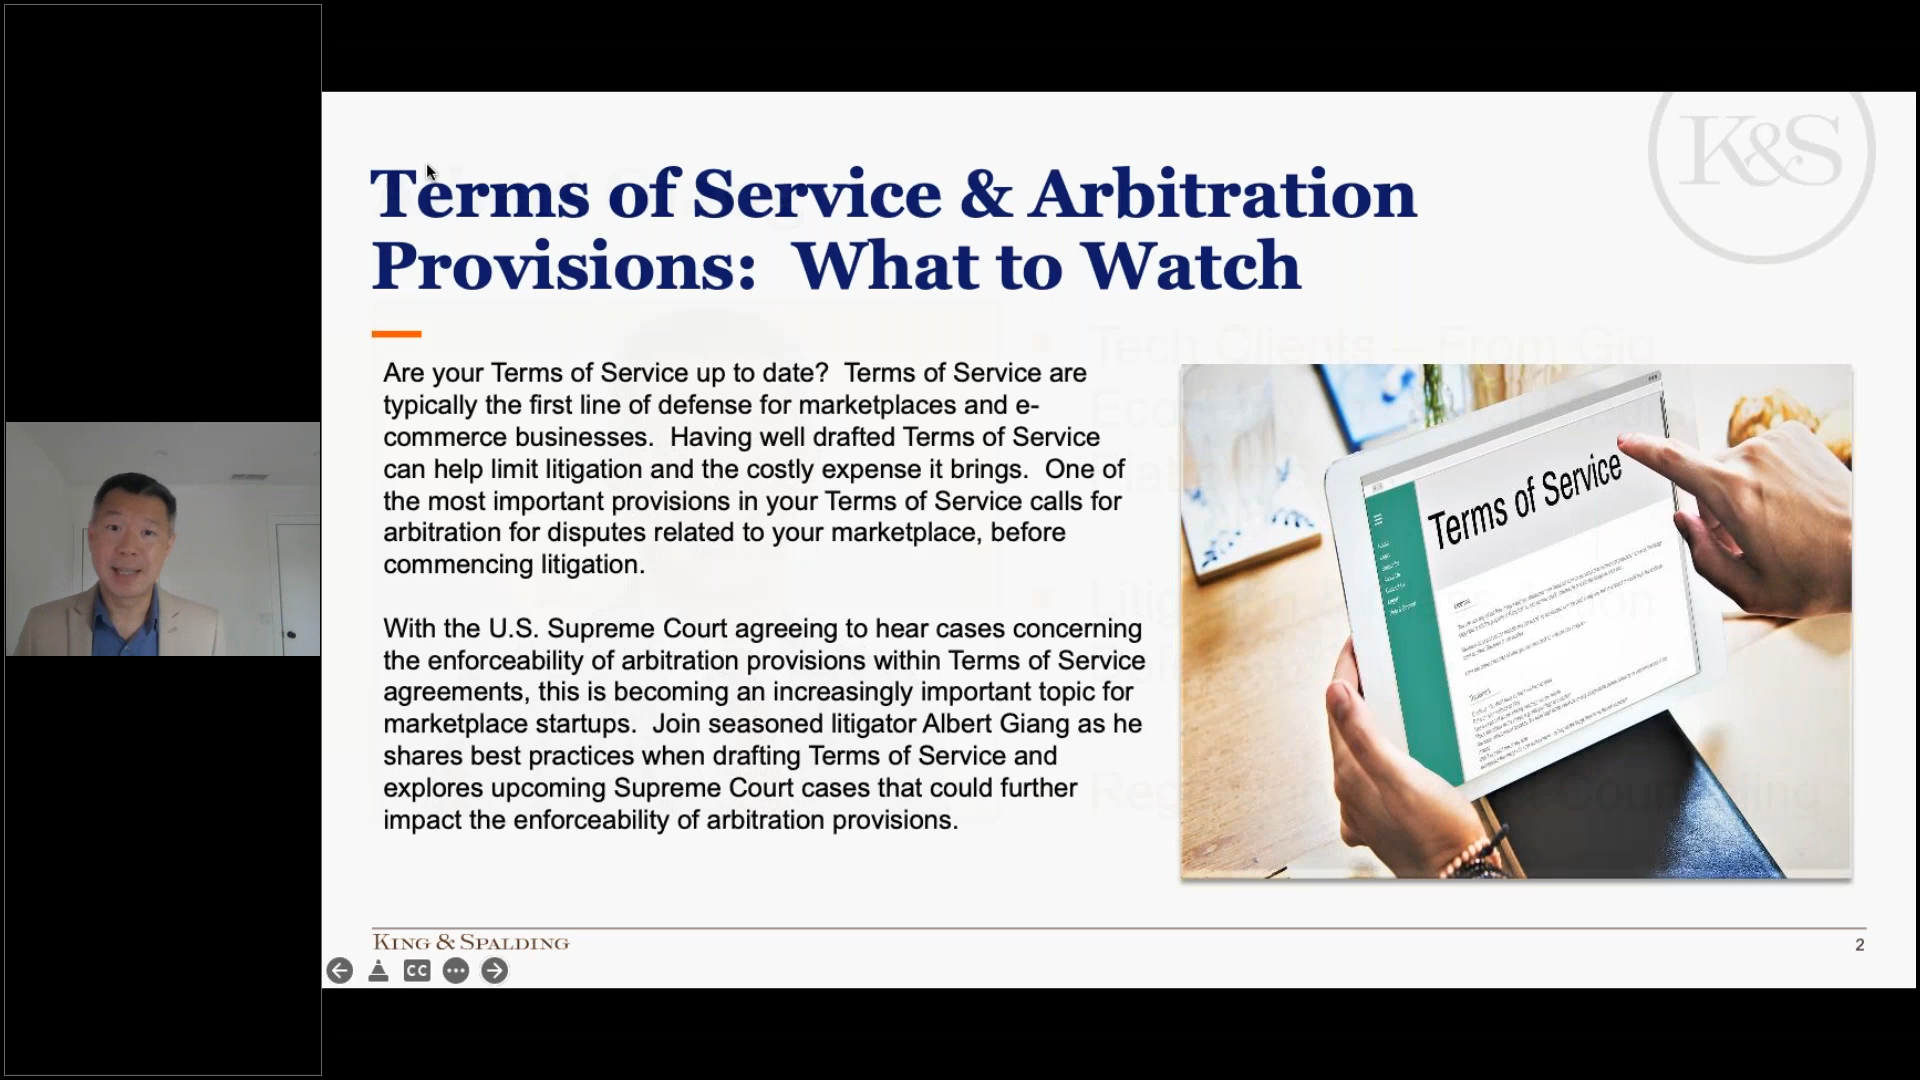 K&S
Terms of Service & Arbitration
Provisions:  What to Watch
Are your Terms of Service up to date?  Terms of Service are
typically the first line of defense for marketplaces and e-
commerce businesses.  Having well drafted Terms of Service
can help limit litigation and the costly expense it brings.  One of
the most important provisions in your Terms of Service calls for
arbitration for disputes related to your marketplace, before
commencing litigation.
With the U.S. Supreme Court agreeing to hear cases concerning
the enforceability of arbitration provisions within Terms of Service
agreements, this is becoming an increasingly important topic for
marketplace startups.  Join seasoned litigator Albert Giang as he
shares best practices when drafting Terms of Service and
explores upcoming Supreme Court cases that could further
impact the enforceability of arbitration provisions.
Tech Clients – From Gig
Terms of Service
KING & SPALDING
2
CC